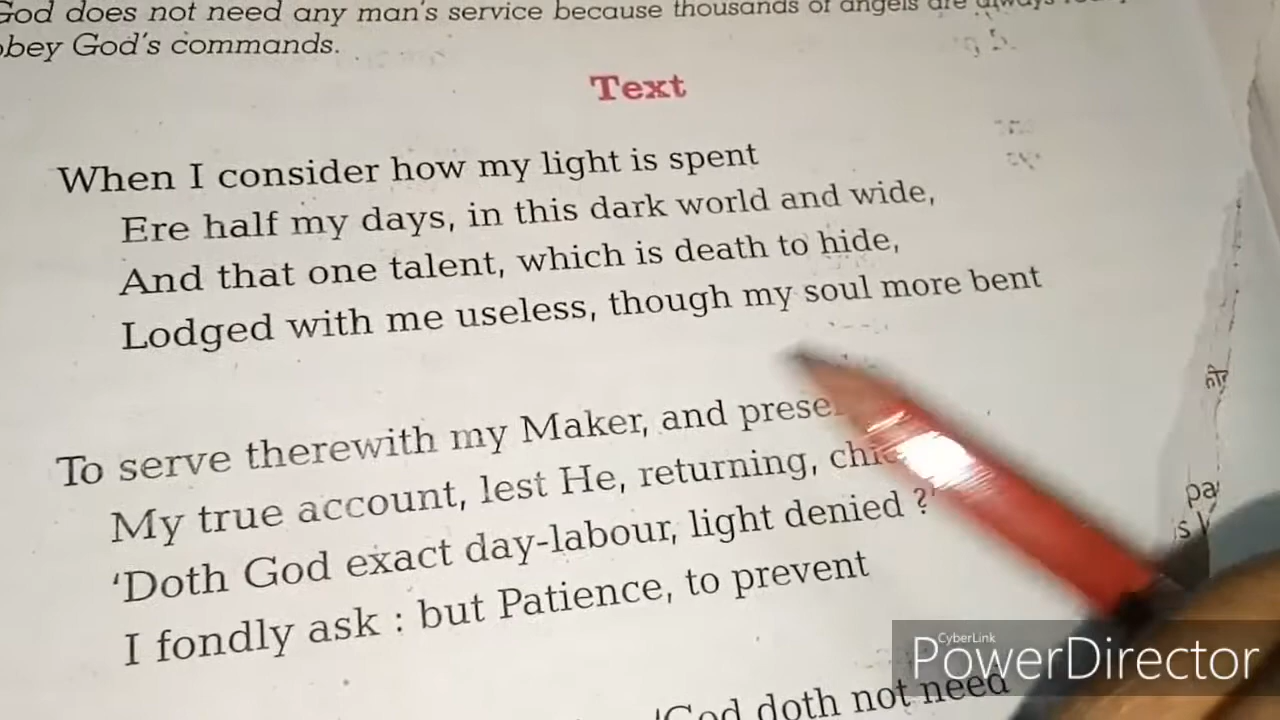 God does not need any man's service because thousands of angels are always
obey God's commands.
Text
When I consider how my light is spent
Ere half my days, in this dark world and wide,
And that one talent, which is death to hide,
Lodged with me useless, though my soul more bent
To serve therewith my Maker, and prese
My true account, lest He, returning, chi
'Doth God exact day-labour, light denied ?'
I fondly ask : but Patience, to prevent
'God doth not need
pa
is
CyberLink
PowerDirector